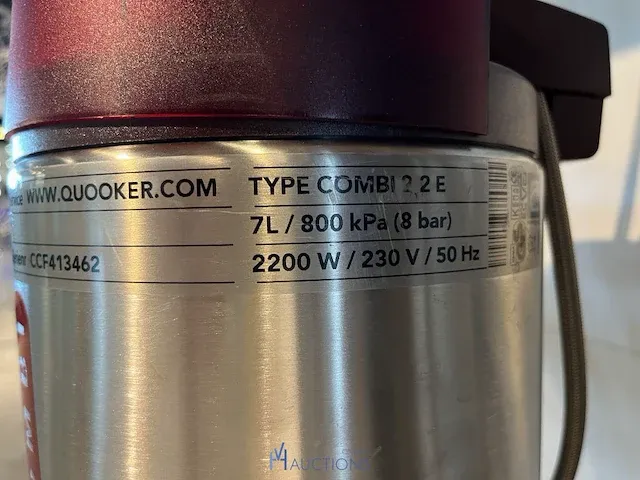 WWW.QUOOKER.COM
TYPE COMBI 2.2 E
7L / 800 kPa (8 bar)
CCF413462
2200 W / 230 V / 50 Hz
AUCTION